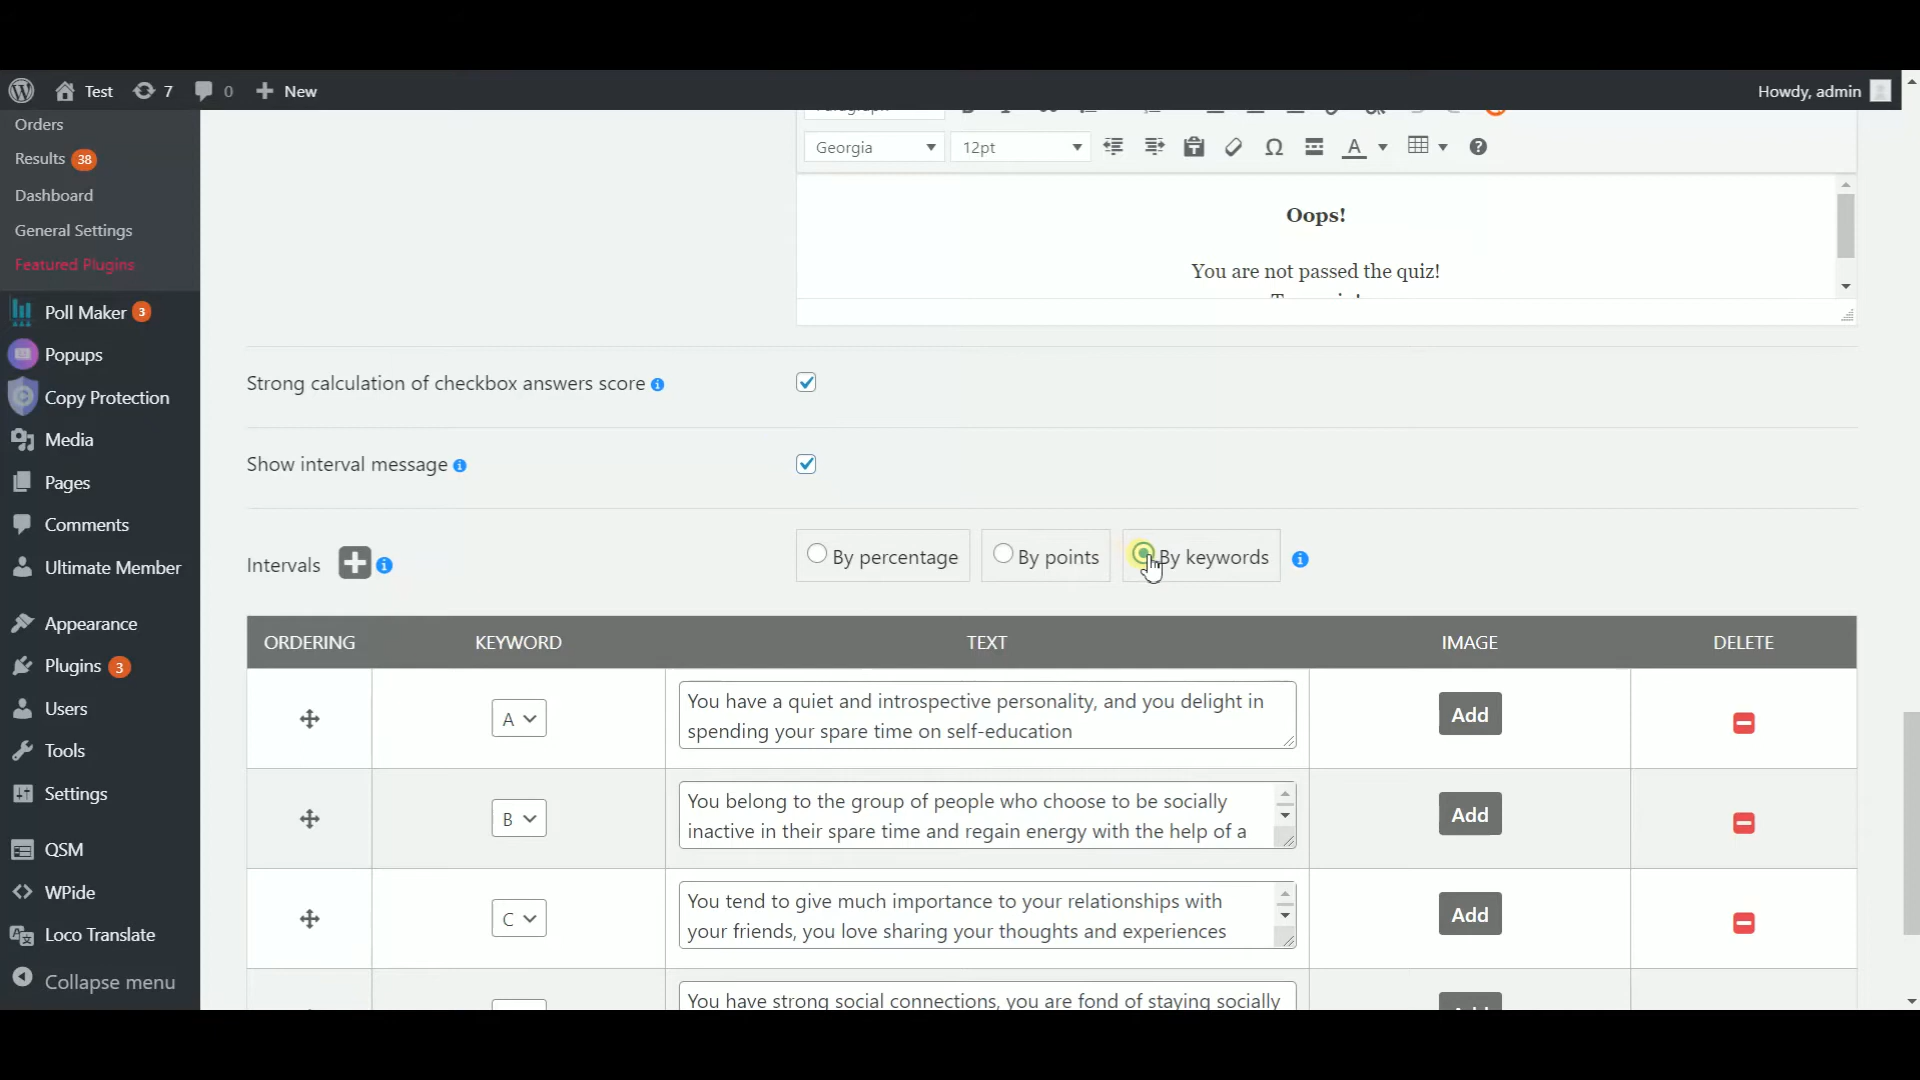 Test
7
0
New
Howdy, admin
Orders
Results 38
Dashboard
General Settings
Featured Plugins
Poll Maker 3
Popups
Copy Protection
Media
Pages
Comments
Ultimate Member
Appearance
Plugins 3
Users
Tools
Settings
QSM
WPide
Loco Translate
Collapse menu
Georgia
12pt
Oops!
You are not passed the quiz!
Strong calculation of checkbox answers score
Show interval message
Intervals
By percentage
By points
By keywords
ORDERING KEYWORD TEXT IMAGE DELETE
A
You have a quiet and introspective personality, and you delight in
spending your spare time on self-education
Add
B
You belong to the group of people who choose to be socially
inactive in their spare time and regain energy with the help of a
Add
C
You tend to give much importance to your relationships with
your friends, you love sharing your thoughts and experiences
Add
You have strong social connections, you are fond of staying socially